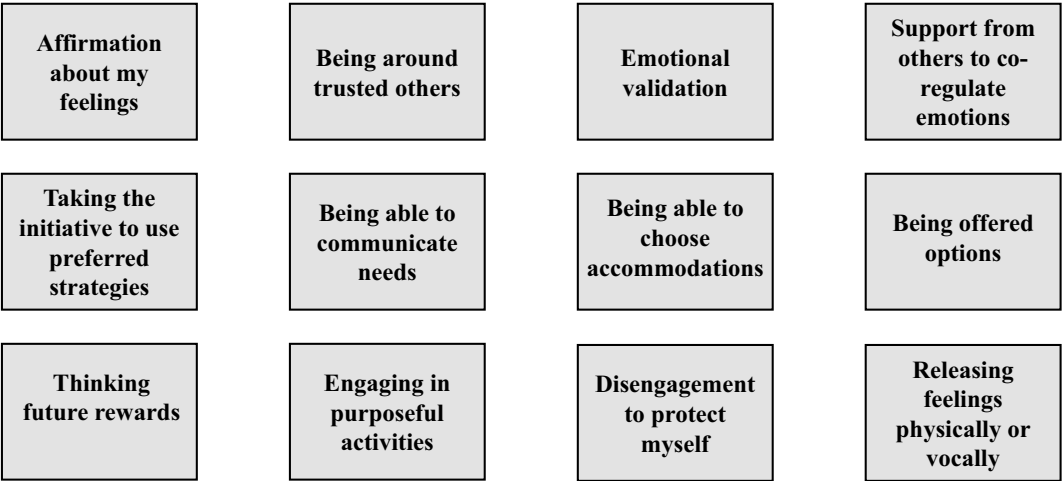 Affirmation
about my
feelings
Being around
trusted others
Emotional
validation
Support from
others to co-
regulate
emotions
Taking the
initiative to use
preferred
strategies
Being able to
communicate
needs
Being able to
choose
accommodations
Being offered
options
Thinking
future rewards
Engaging in
purposeful
activities
Disengagement
to protect
myself
Releasing
feelings
physically or
vocally